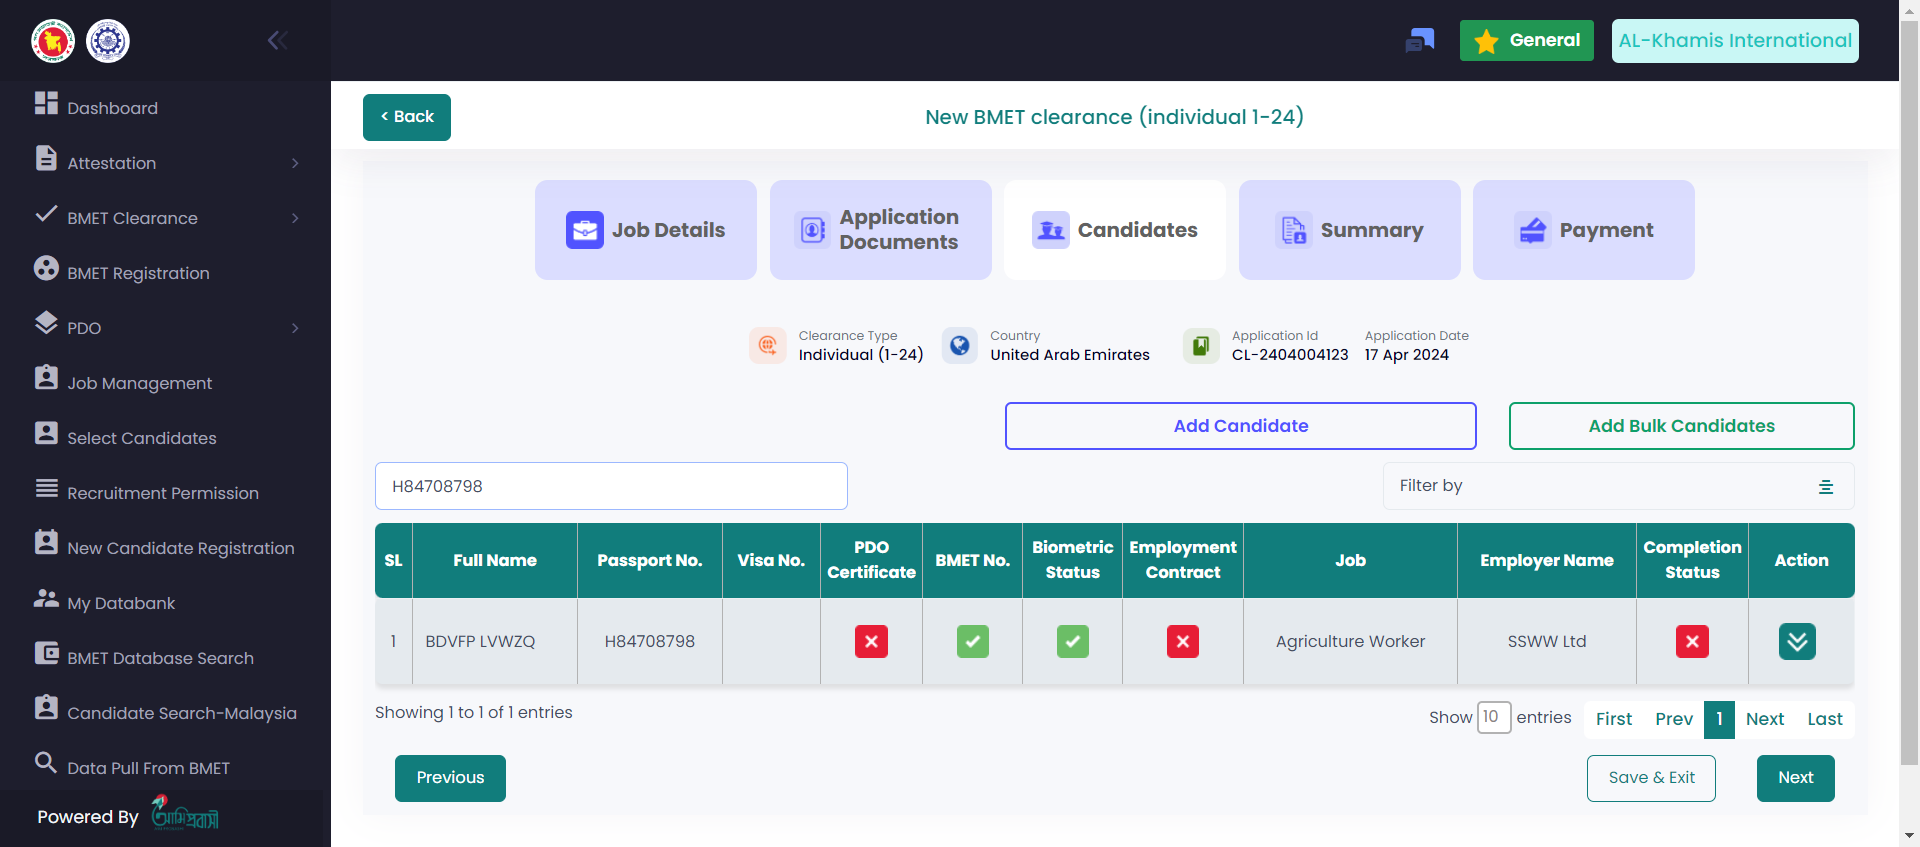 General
AL-Khamis International
Dashboard
Attestation
BMET Clearance
BMET Registration
PDO
Job Management
Select Candidates
Recruitment Permission
New Candidate Registration
My Databank
BMET Database Search
Candidate Search-Malaysia
Data Pull From BMET
Powered By
আমি প্রবাসী
< Back
New BMET clearance (individual 1-24)
Job Details
Application
Documents
Candidates
Summary
Payment
Clearance Type
Individual (1-24)
Country
United Arab Emirates
Application Id
CL-2404004123
Application Date
17 Apr 2024
Add Candidate
Add Bulk Candidates
H84708798
Filter by
SL
Full Name
Passport No.
Visa No.
PDO
Certificate
BMET No.
Biometric
Status
Employment
Contract
Job
Employer Name
Completion
Status
Action
1
BDVFP LVWZQ
H84708798
Agriculture Worker
SSWW Ltd
Showing 1 to 1 of 1 entries
Show 10 entries
First Prev 1 Next Last
Previous
Save & Exit
Next